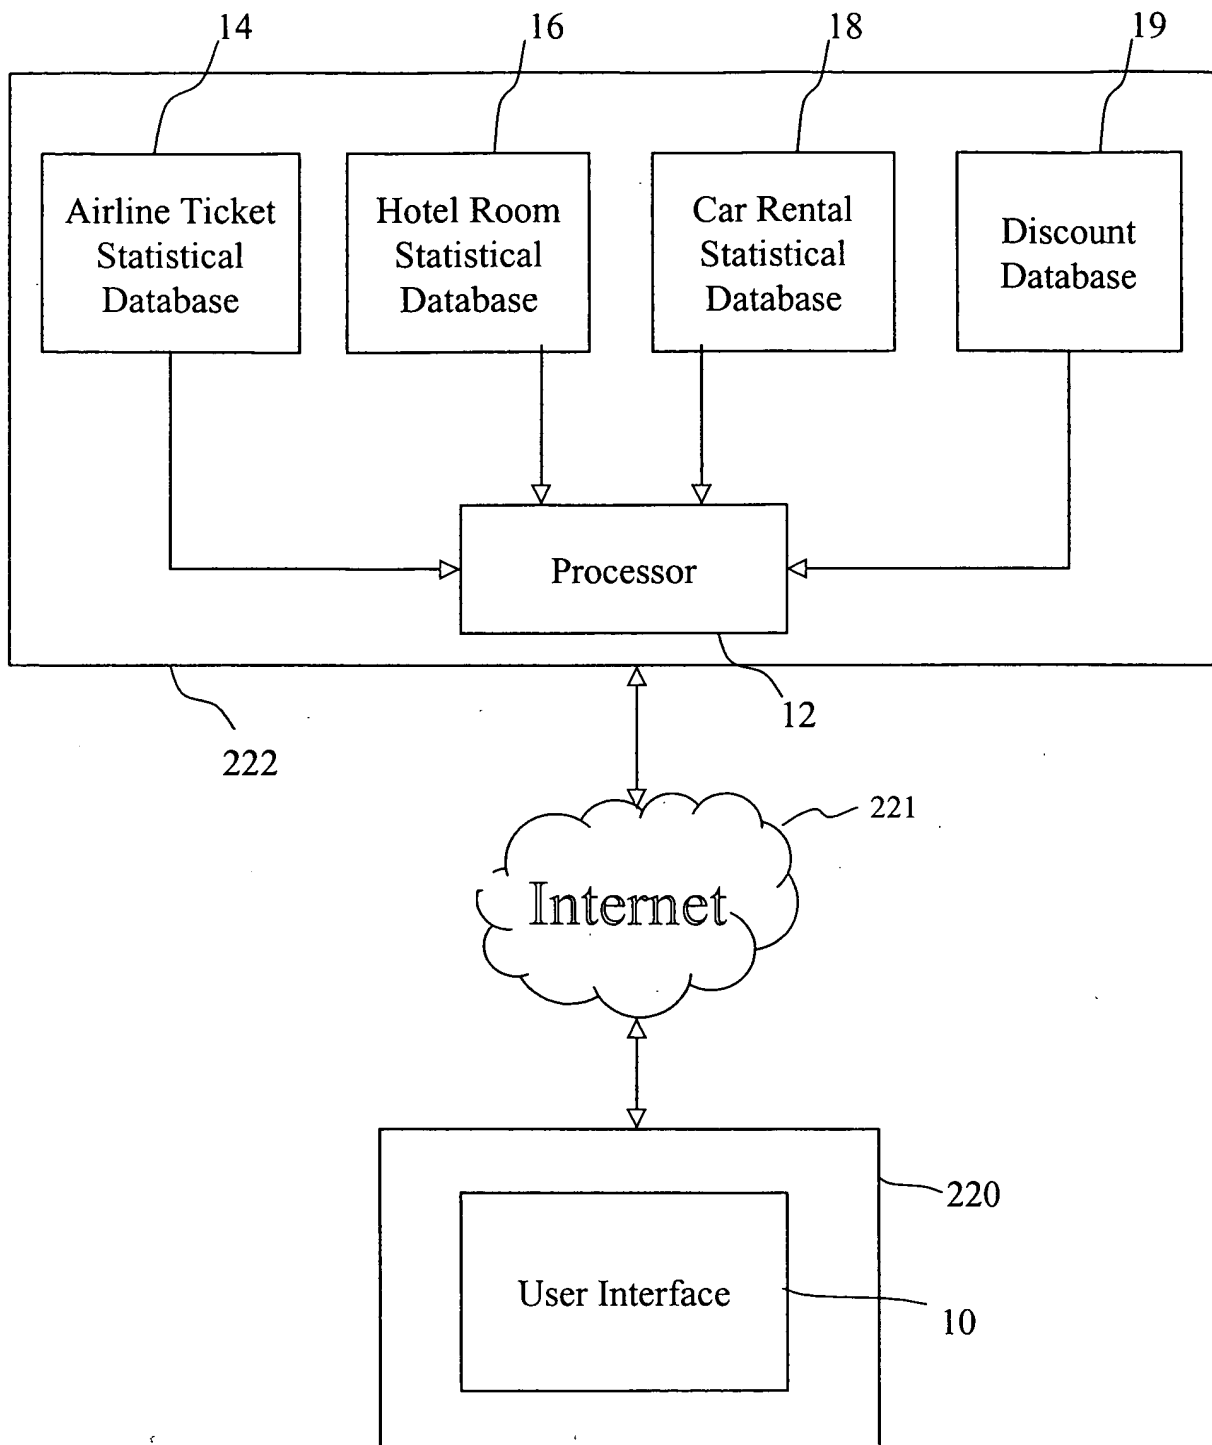 14
16
18
19
Airline Ticket
Statistical
Database
Hotel Room
Statistical
Database
Car Rental
Statistical
Database
Discount
Database
Processor
12
222
221
Internet
220
User Interface
10